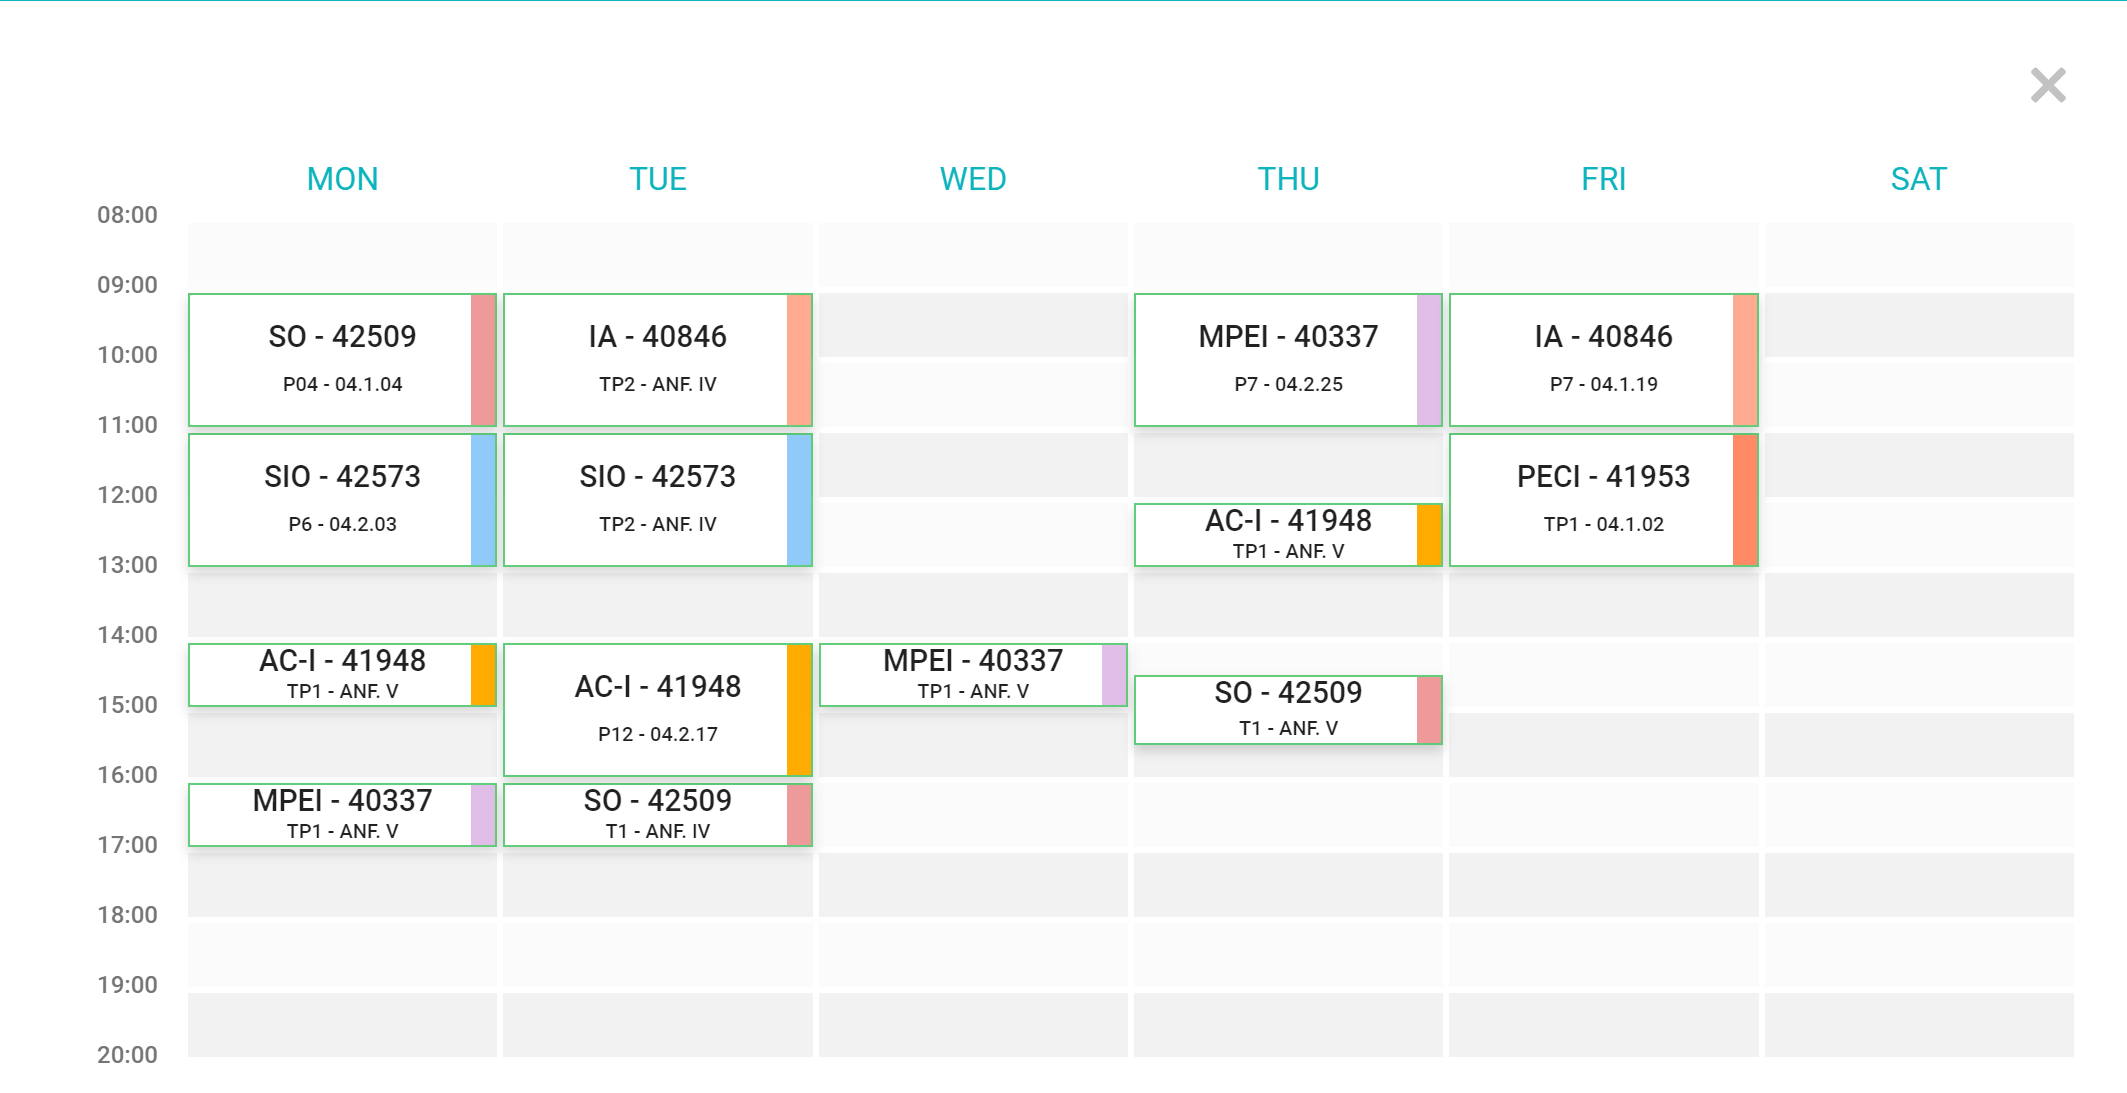 MON TUE WED THU FRI SAT
08:00
09:00
SO - 42509 IA - 40846 MPEI - 40337 IA - 40846
10:00
P04 - 04.1.04 TP2 - ANF. IV P7 - 04.2.25 P7 - 04.1.19
11:00
SIO - 42573 SIO - 42573 PECI - 41953
12:00
AC-I - 41948
P6 - 04.2.03 TP2 - ANF. IV TP1 - 04.1.02
TP1 - ANF. V
13:00
14:00
AC-I - 41948 MPEI - 40337
AC-I - 41948 SO - 42509
TP1 - ANF. V TP1 - ANF. V
15:00
P12 - 04.2.17 T1 - ANF. V
16:00
MPEI - 40337 SO - 42509
TP1 - ANF. V T1 - ANF. IV
17:00
18:00
19:00
20:00